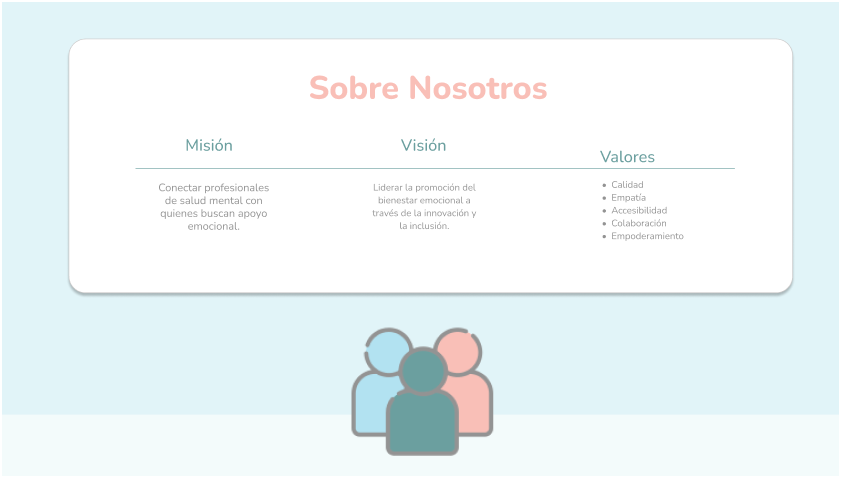 Sobre Nosotros
Misión
Conectar profesionales
de salud mental con
quienes buscan apoyo
emocional.
Visión
Liderar la promoción del
bienestar emocional a
través de la innovación y
la inclusión.
Valores
• Calidad
• Empatía
• Accesibilidad
• Colaboración
• Empoderamiento